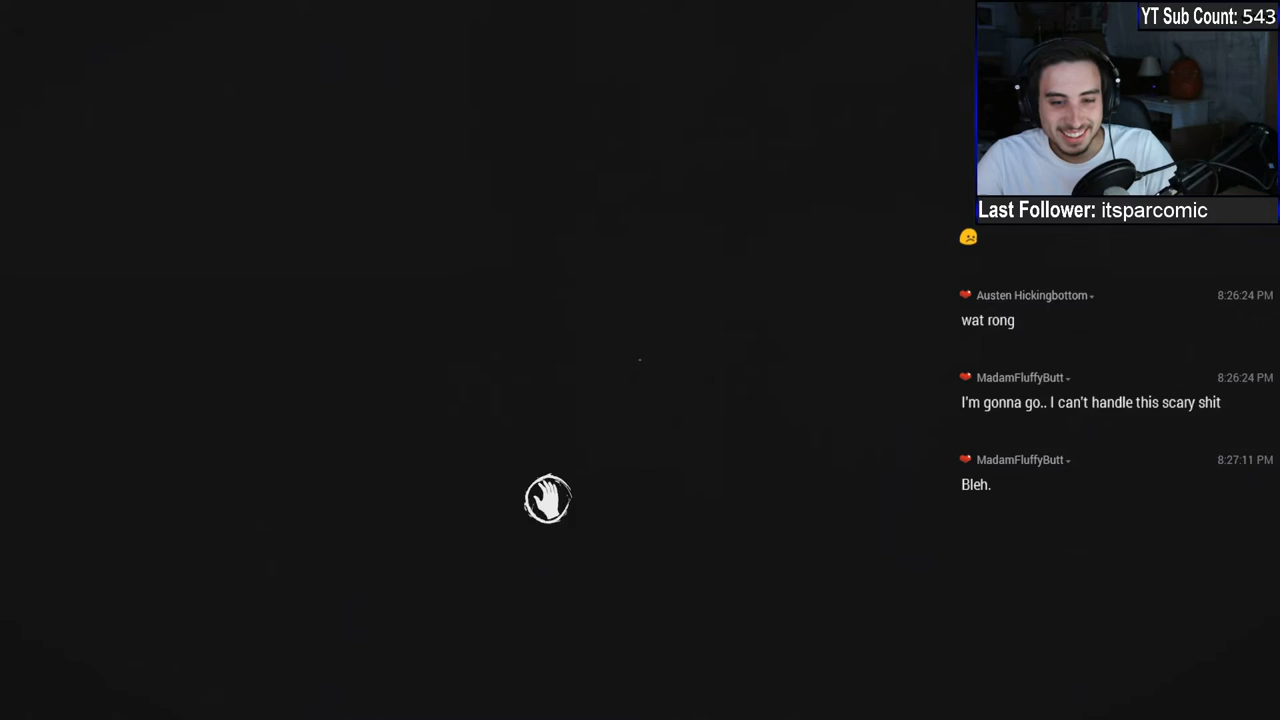 YT Sub Count: 543
Last Follower: itsparcomic
Austen Hickingbottom 8:26:24 PM
wat rong
MadamFluffyButt 8:26:24 PM
I'm gonna go.. I can't handle this scary shit
MadamFluffyButt 8:27:11 PM
Bleh.